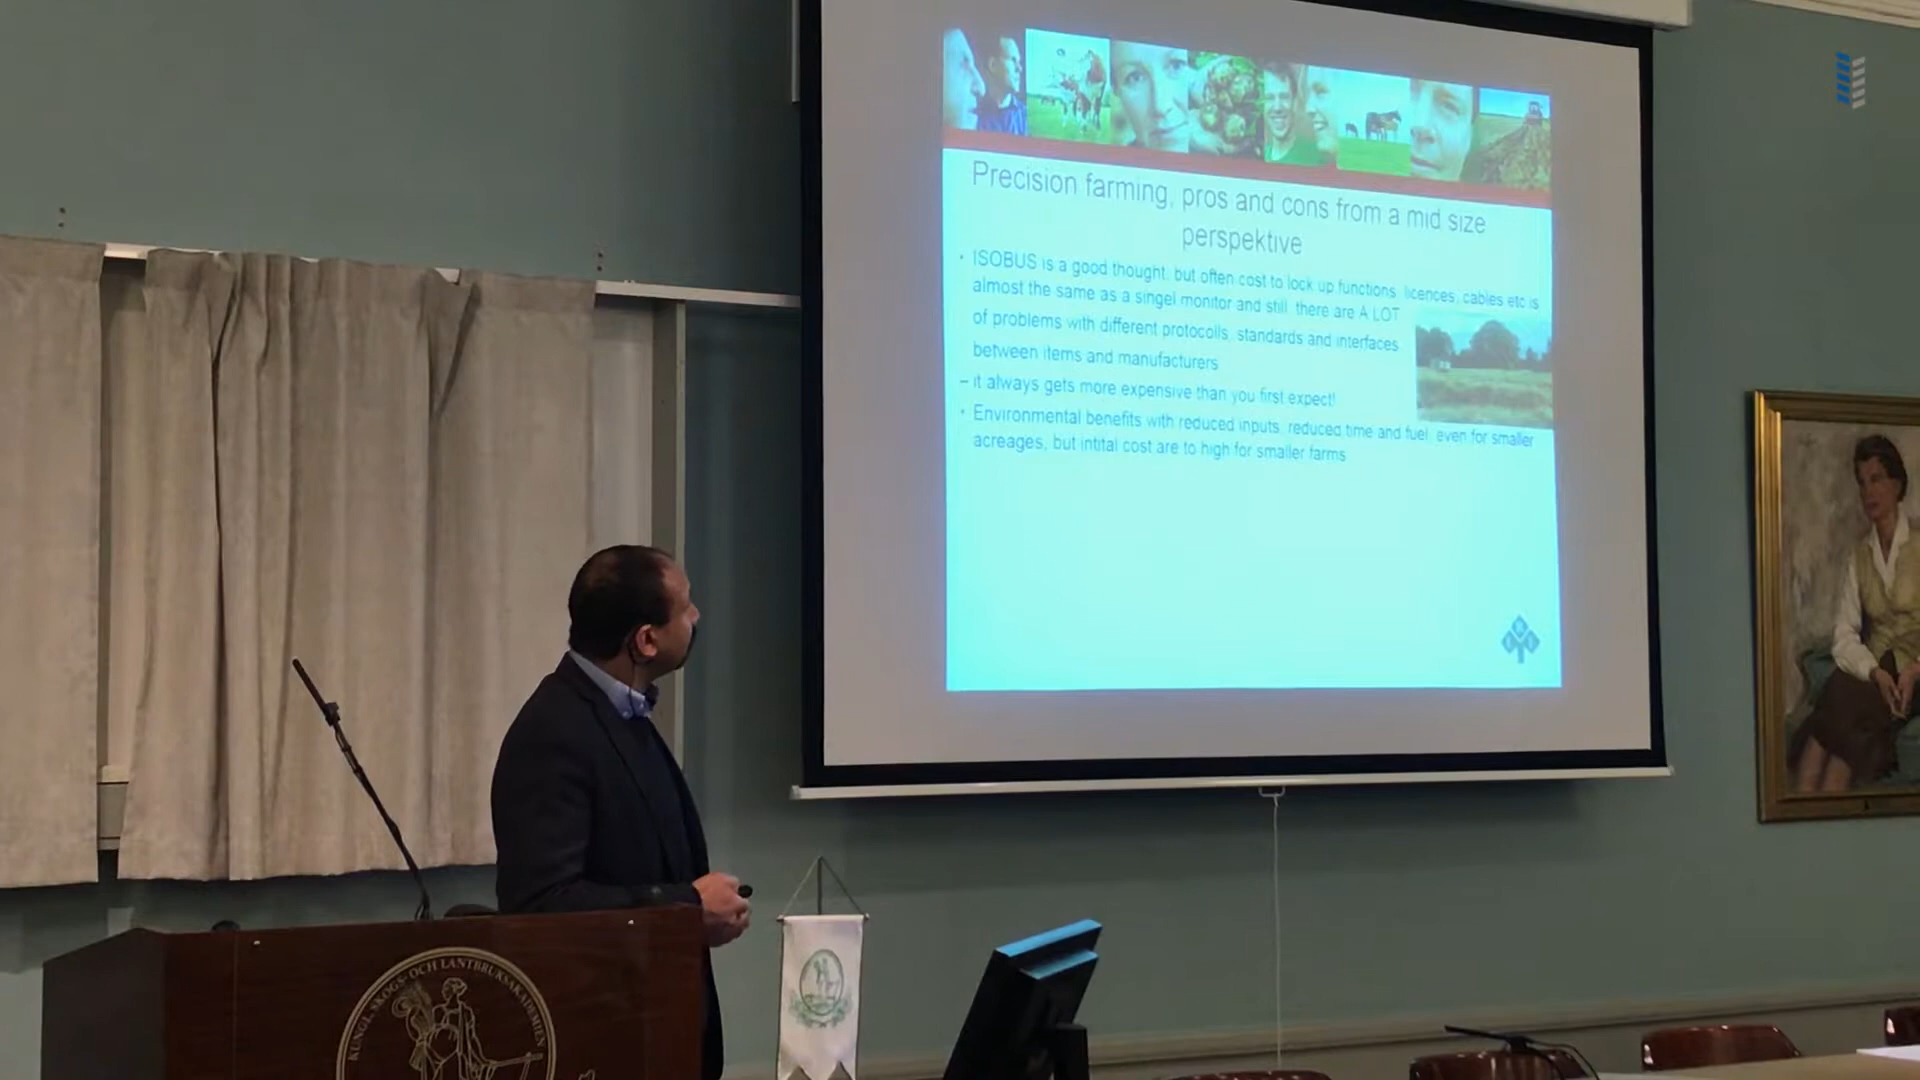 Precision farming, pros and cons from a mid size
perspektive
• ISOBUS is a good thought, but often cost to lock up functions, licences, cables etc is
almost the same as a singel monitor and still, there are A LOT
of problems with different protocolls, standards and interfaces
between items and manufacturers
– it always gets more expensive than you first expect!
• Environmental benefits with reduced inputs, reduced time and fuel, even for smaller
acreages, but intital cost are to high for smaller farms
KUNGL. SKOGS- OCH LANTBRUKSAKADEMIEN